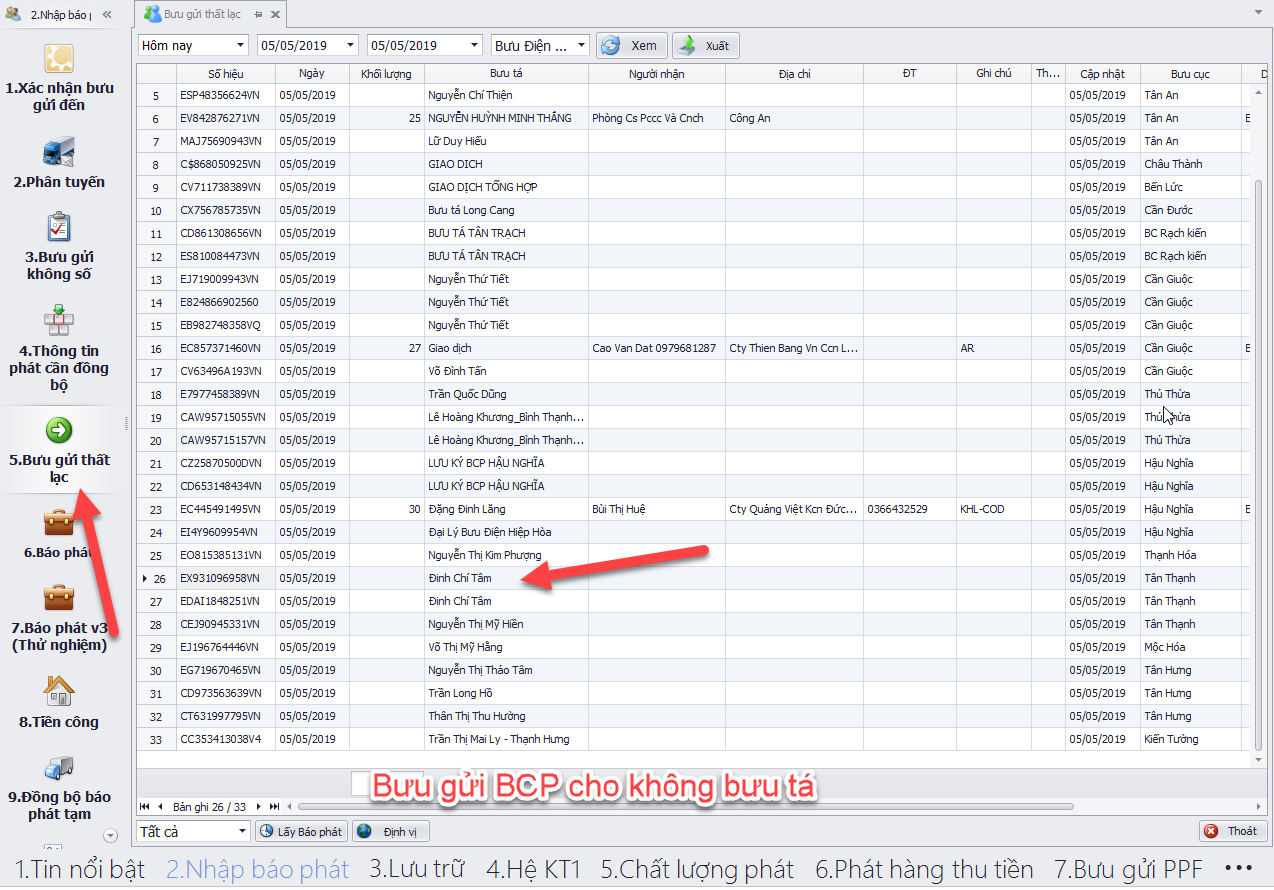 2.Nhập báo p
«
Bưu gửi thất lạc
Hôm nay 05/05/2019 05/05/2019 Bưu Điện ... Xem Xuất
1.Xác nhận bưu
gửi đến
2.Phân tuyến
3.Bưu gửi
không số
4.Thông tin
phát cần đồng
bộ
5.Bưu gửi thất
lạc
6.Báo phát
7.Báo phát v3
(Thử nghiệm)
8.Tiền công
9.Đồng bộ báo
phát tạm
Số hiệu Ngày Khối lượng Bưu tá Người nhận Địa chỉ ĐT Ghi chú Th... Cập nhật Bưu cục D
5 ESP48356624VN 05/05/2019 Nguyễn Chí Thiện 05/05/2019 Tân An
6 EV842876271VN 05/05/2019 25 NGUYỄN HUỲNH MINH THẮNG Phòng Cs Pccc Và Cnch Công An 05/05/2019 Tân An E
7 MAJ75690943VN 05/05/2019 Lữ Duy Hiếu 05/05/2019 Tân An
8 C$868050925VN 05/05/2019 GIAO DỊCH 05/05/2019 Châu Thành
9 CV711738389VN 05/05/2019 GIAO DỊCH TỔNG HỢP 05/05/2019 Bến Lức
10 CX756785735VN 05/05/2019 Bưu tá Long Cang 05/05/2019 Cần Đước
11 CD861308656VN 05/05/2019 BƯU TÁ TÂN TRẠCH 05/05/2019 BC Rạch kiến
12 ES810084473VN 05/05/2019 BƯU TÁ TÂN TRẠCH 05/05/2019 BC Rạch kiến
13 EJ719009943VN 05/05/2019 Nguyễn Thứ Tiết 05/05/2019 Cần Giuộc
14 E824866902560 05/05/2019 Nguyễn Thứ Tiết 05/05/2019 Cần Giuộc
15 EB982748358VQ 05/05/2019 Nguyễn Thứ Tiết 05/05/2019 Cần Giuộc
16 EC857371460VN 05/05/2019 27 Giao dịch Cao Van Dat 0979681287 Cty Thien Bang Vn Ccn L... AR 05/05/2019 Cần Giuộc E
17 CV63496A193VN 05/05/2019 Võ Đình Tấn 05/05/2019 Cần Giuộc
18 E7977458389VN 05/05/2019 Trần Quốc Dũng 05/05/2019 Thủ Thừa
19 CAW95715055VN 05/05/2019 Lê Hoàng Khương_Bình Thạnh... 05/05/2019 Thủ Thừa
20 CAW95715157VN 05/05/2019 Lê Hoàng Khương_Bình Thạnh... 05/05/2019 Thủ Thừa
21 CZ25870500DVN 05/05/2019 LƯU KÝ BCP HẬU NGHĨA 05/05/2019 Hậu Nghĩa
22 CD653148434VN 05/05/2019 LƯU KÝ BCP HẬU NGHĨA 05/05/2019 Hậu Nghĩa
23 EC445491495VN 05/05/2019 30 Đặng Đinh Lăng Bùi Thị Huệ Cty Quảng Việt Kcn Đức... 0366432529 KHL-COD 05/05/2019 Hậu Nghĩa E
24 EI4Y9609954VN 05/05/2019 Đại Lý Bưu Điện Hiệp Hòa 05/05/2019 Hậu Nghĩa
25 EO815385131VN 05/05/2019 Nguyễn Thị Kim Phượng 05/05/2019 Thạnh Hóa
26 EX931096958VN 05/05/2019 Đinh Chí Tâm 05/05/2019 Tân Thạnh
27 EDAI1848251VN 05/05/2019 Đinh Chí Tâm 05/05/2019 Tân Thạnh
28 CEJ90945331VN 05/05/2019 Nguyễn Thị Mỹ Hiền 05/05/2019 Tân Thạnh
29 EJ196764446VN 05/05/2019 Võ Thị Mỹ Hằng 05/05/2019 Mộc Hóa
30 EG719670465VN 05/05/2019 Nguyễn Thị Thảo Tâm 05/05/2019 Tân Hưng
31 CD973563639VN 05/05/2019 Trần Long Hồ 05/05/2019 Tân Hưng
32 CT631997795VN 05/05/2019 Thân Thị Thu Hường 05/05/2019 Tân Hưng
33 CC353413038V4 05/05/2019 Trần Thị Mai Ly - Thạnh Hưng 05/05/2019 Kiến Tường
Bưu gửi BCP cho không bưu tá
Bản ghi 26 / 33
Tất cả Lấy Báo phát Định vị Thoát
1.Tin nổi bật 2.Nhập báo phát 3.Lưu trữ 4.Hệ KT1 5.Chất lượng phát 6.Phát hàng thu tiền 7.Bưu gửi PPF •••